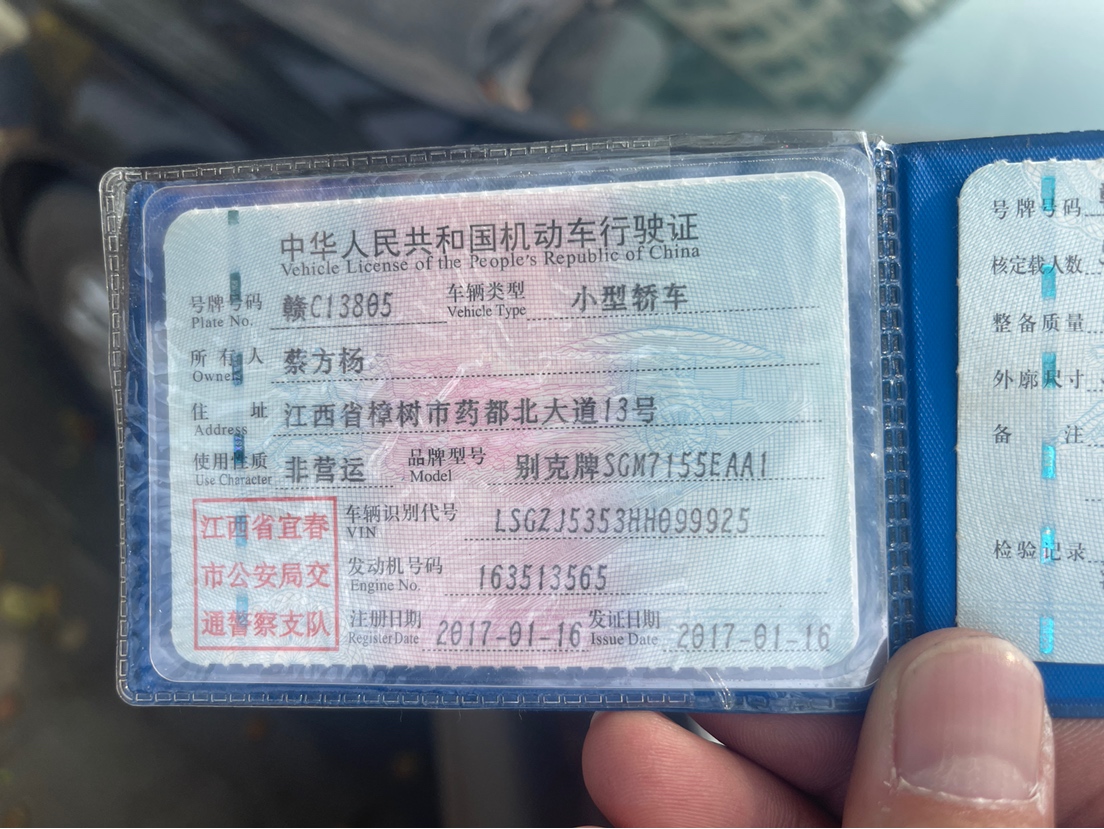 中华人民共和国机动车行驶证
Vehicle License of the People's Republic of China
号牌号码 赣C13805 车辆类型 小型轿车
Plate No. Vehicle Type
所有人 蔡方杨
Owner
住址 江西省樟树市药都北大道13号
Address
使用性质 非营运 品牌型号 别克牌SGM7155EAA1
Use Character Model
江西省宜春
市公安局交
通警察支队
车辆识别代号 LSGZJ5353HH099925
VIN
发动机号码 163513565
Engine No.
注册日期 2017-01-16 发证日期 2017-01-16
Register Date Issue Date
号牌号码
核定载人数
整备质量
外廓尺寸
备注
检验记录